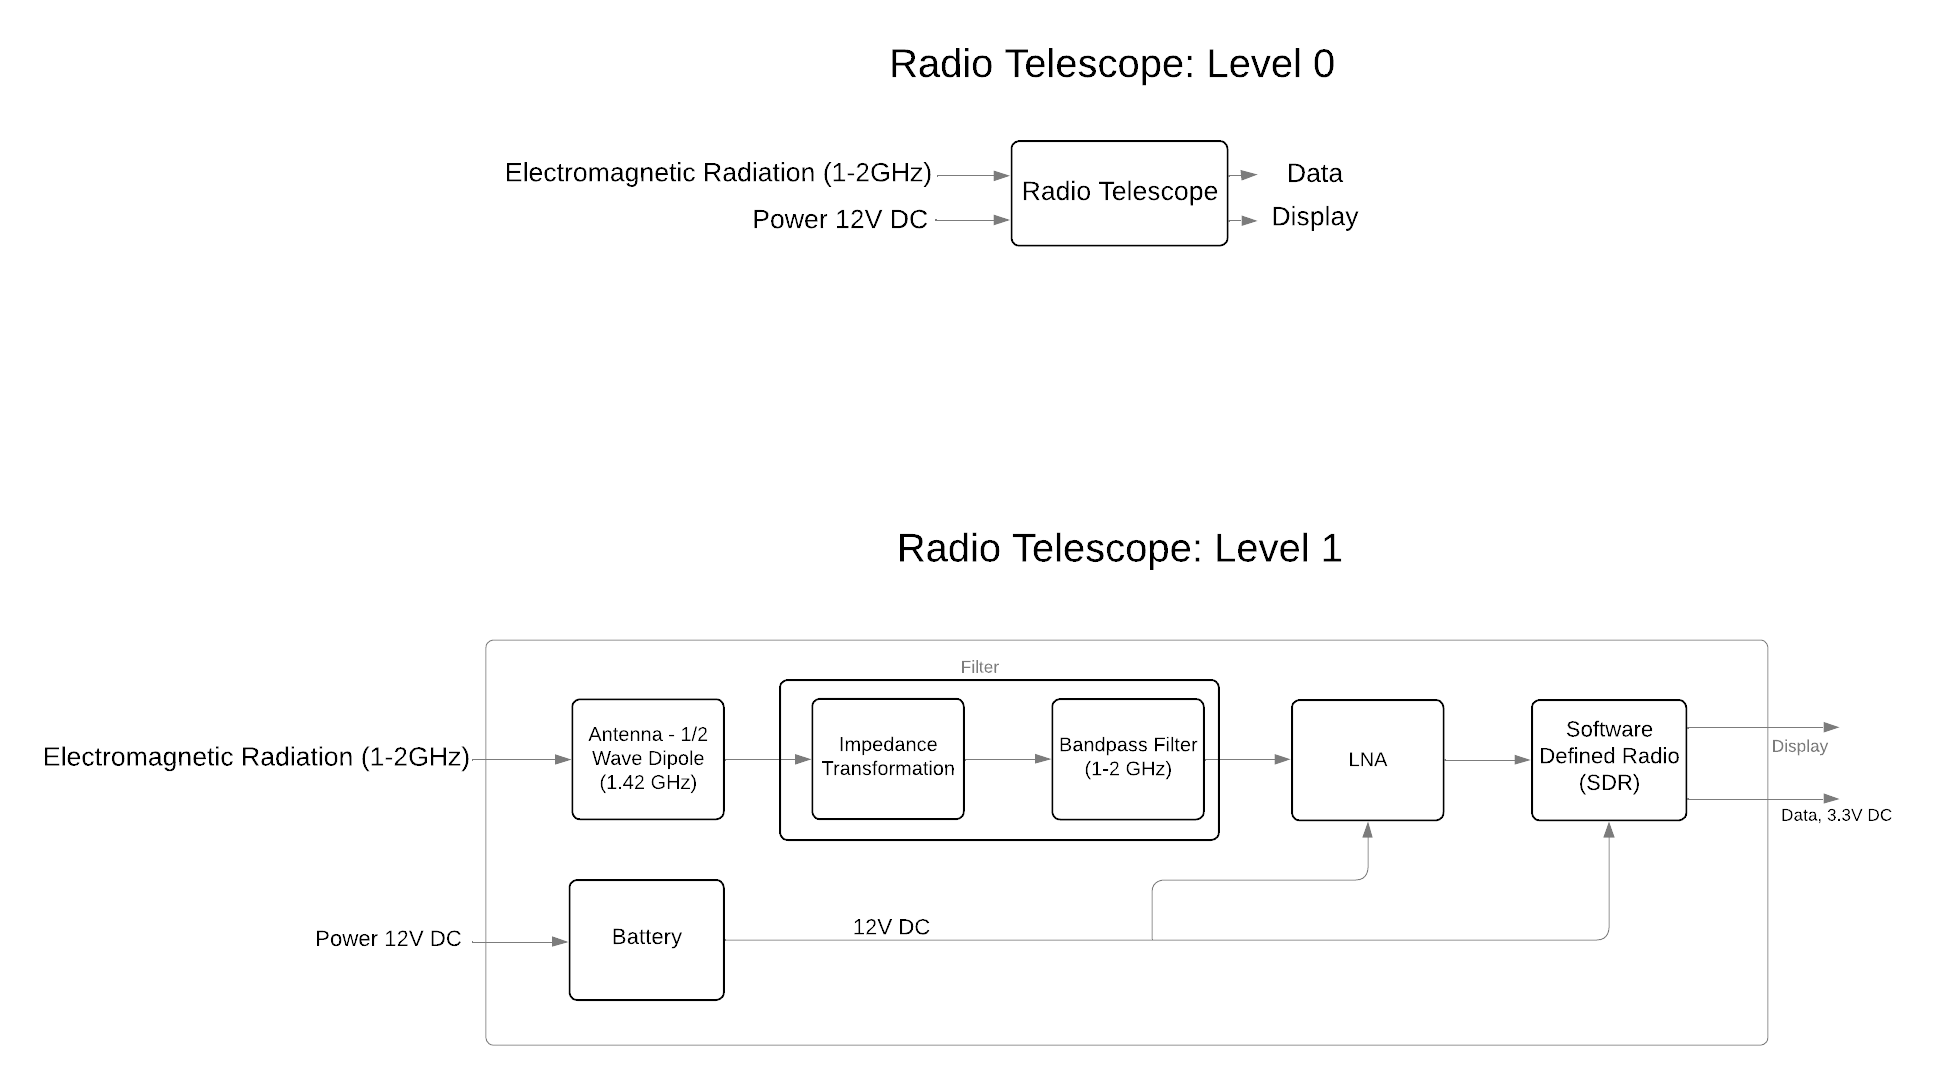 Radio Telescope: Level 0
Electromagnetic Radiation (1-2GHz)
Power 12V DC
Radio Telescope
Data
Display
Radio Telescope: Level 1
Filter
Electromagnetic Radiation (1-2GHz)
Antenna - 1/2
Wave Dipole
(1.42 GHz)
Impedance
Transformation
Bandpass Filter
(1-2 GHz)
LNA
Software
Defined Radio
(SDR)
Display
Data, 3.3V DC
Power 12V DC
Battery
12V DC